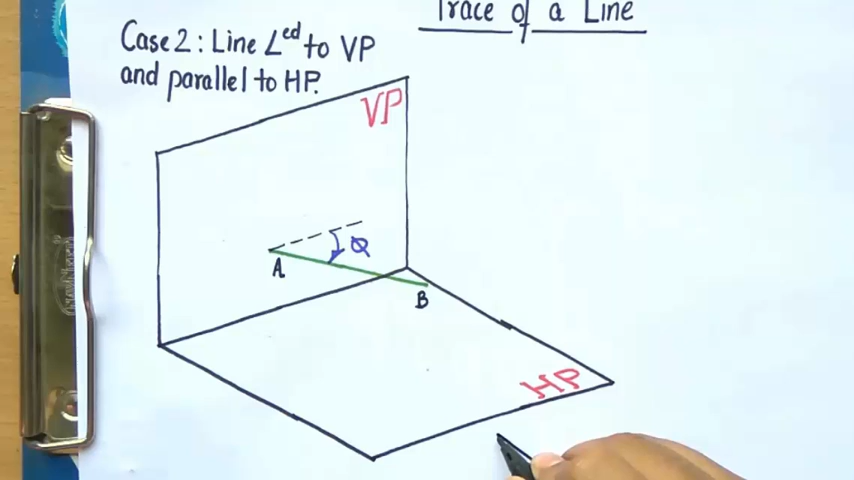 Trace of a Line
Case 2: Line ∠ed to VP
and parallel to HP.
VP
φ
A
B
HP